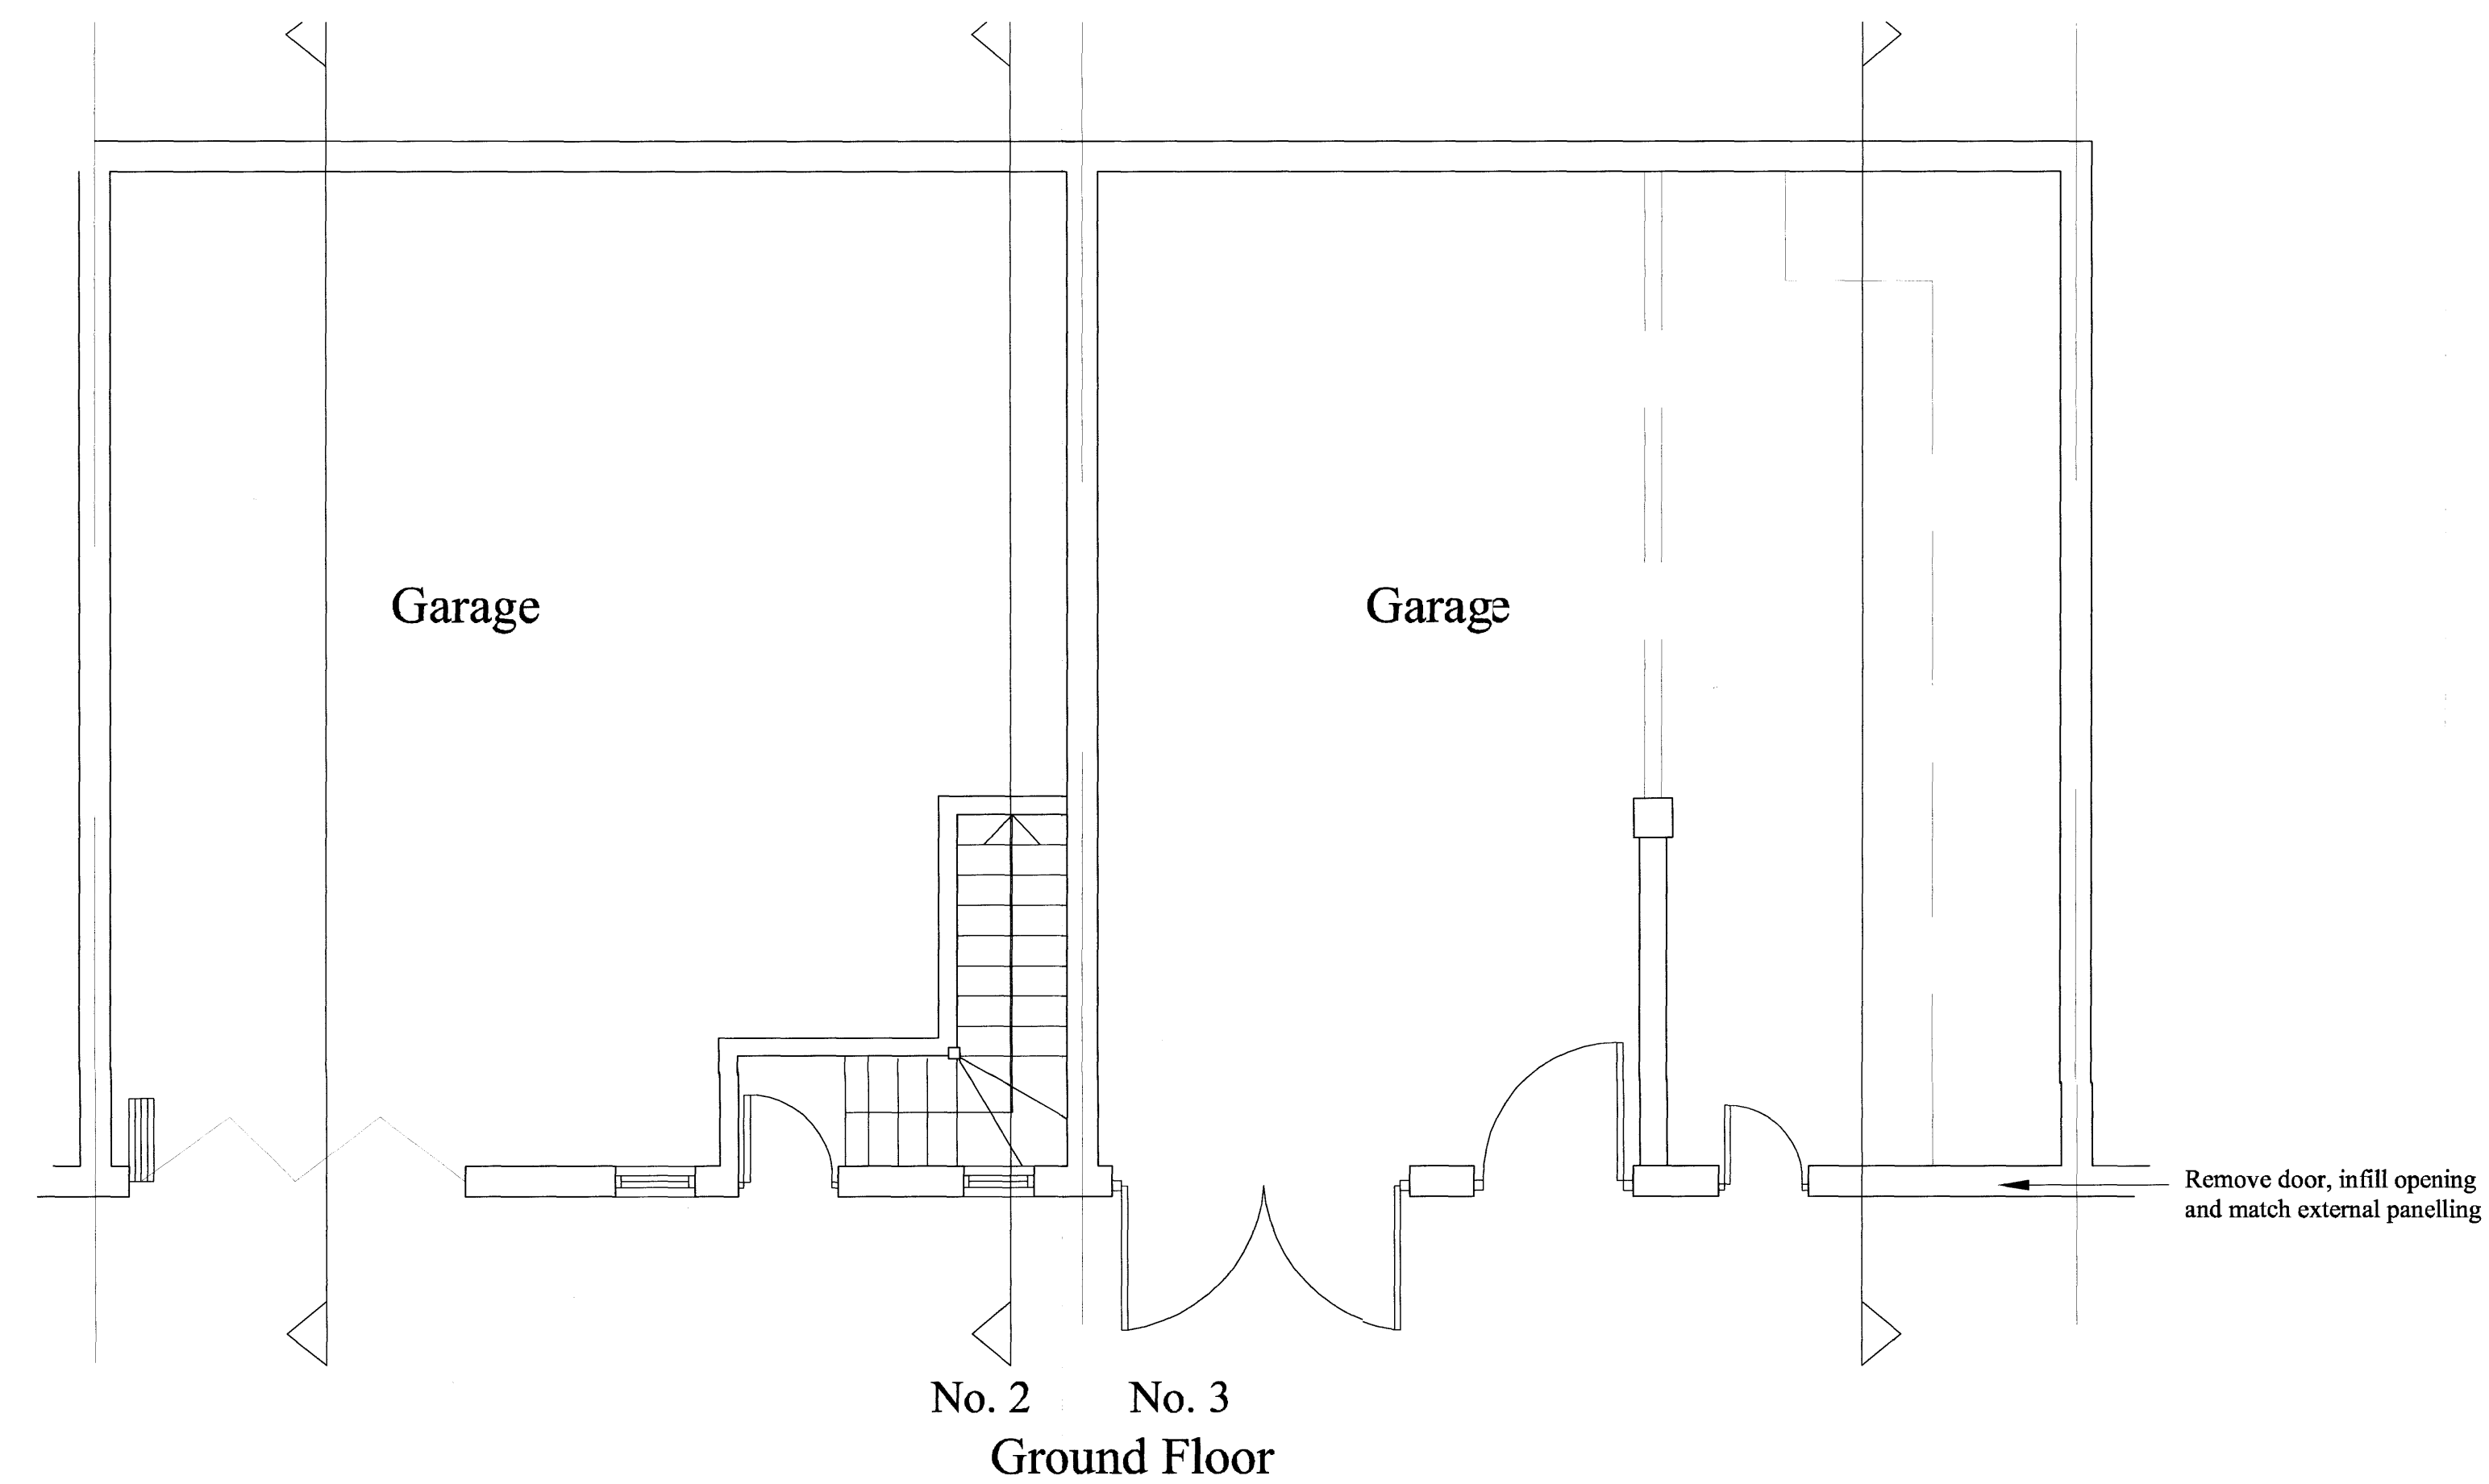 Garage
Garage
Remove door, infill opening
and match external panelling
No. 2
No. 3
Ground Floor